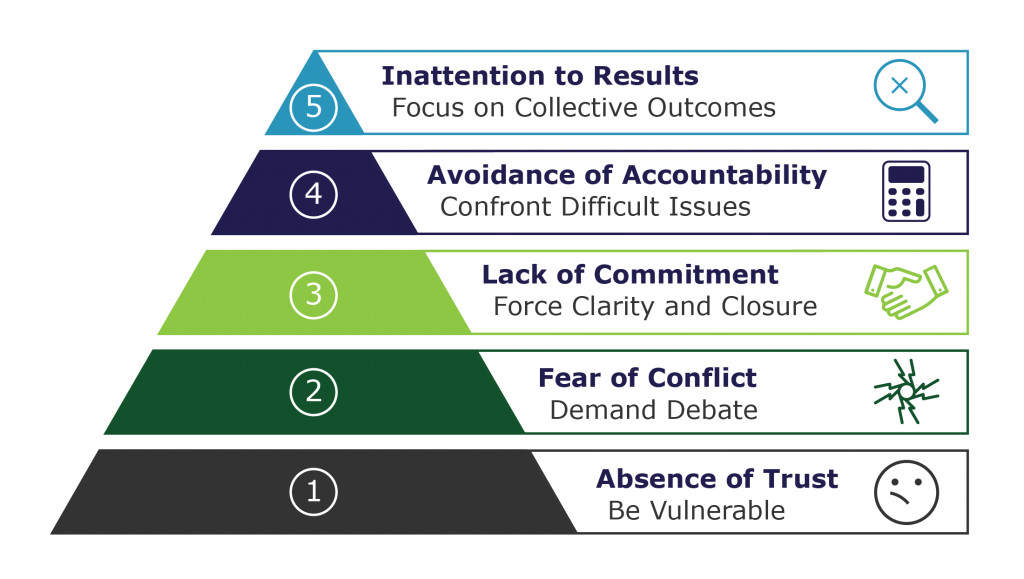 5
Inattention to Results
Focus on Collective Outcomes
4
Avoidance of Accountability
Confront Difficult Issues
3
Lack of Commitment
Force Clarity and Closure
2
Fear of Conflict
Demand Debate
1
Absence of Trust
Be Vulnerable